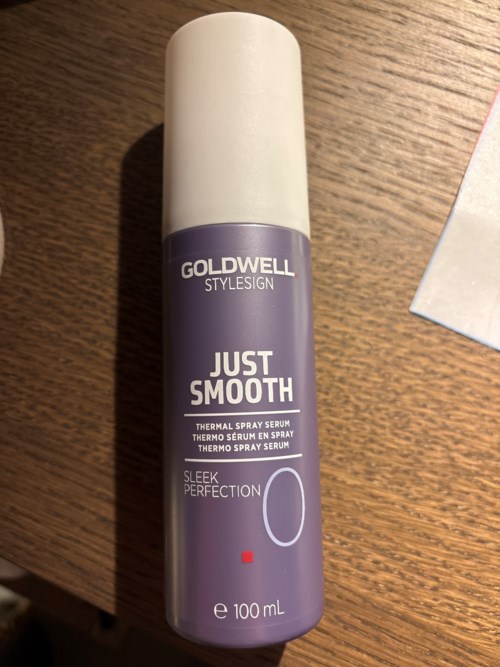 GOLDWELL.
STYLESIGN
JUST
SMOOTH
THERMAL SPRAY SERUM
THERMO SÉRUM EN SPRAY
THERMO SPRAY SERUM
SLEEK
PERFECTION
0
℮ 100 mL